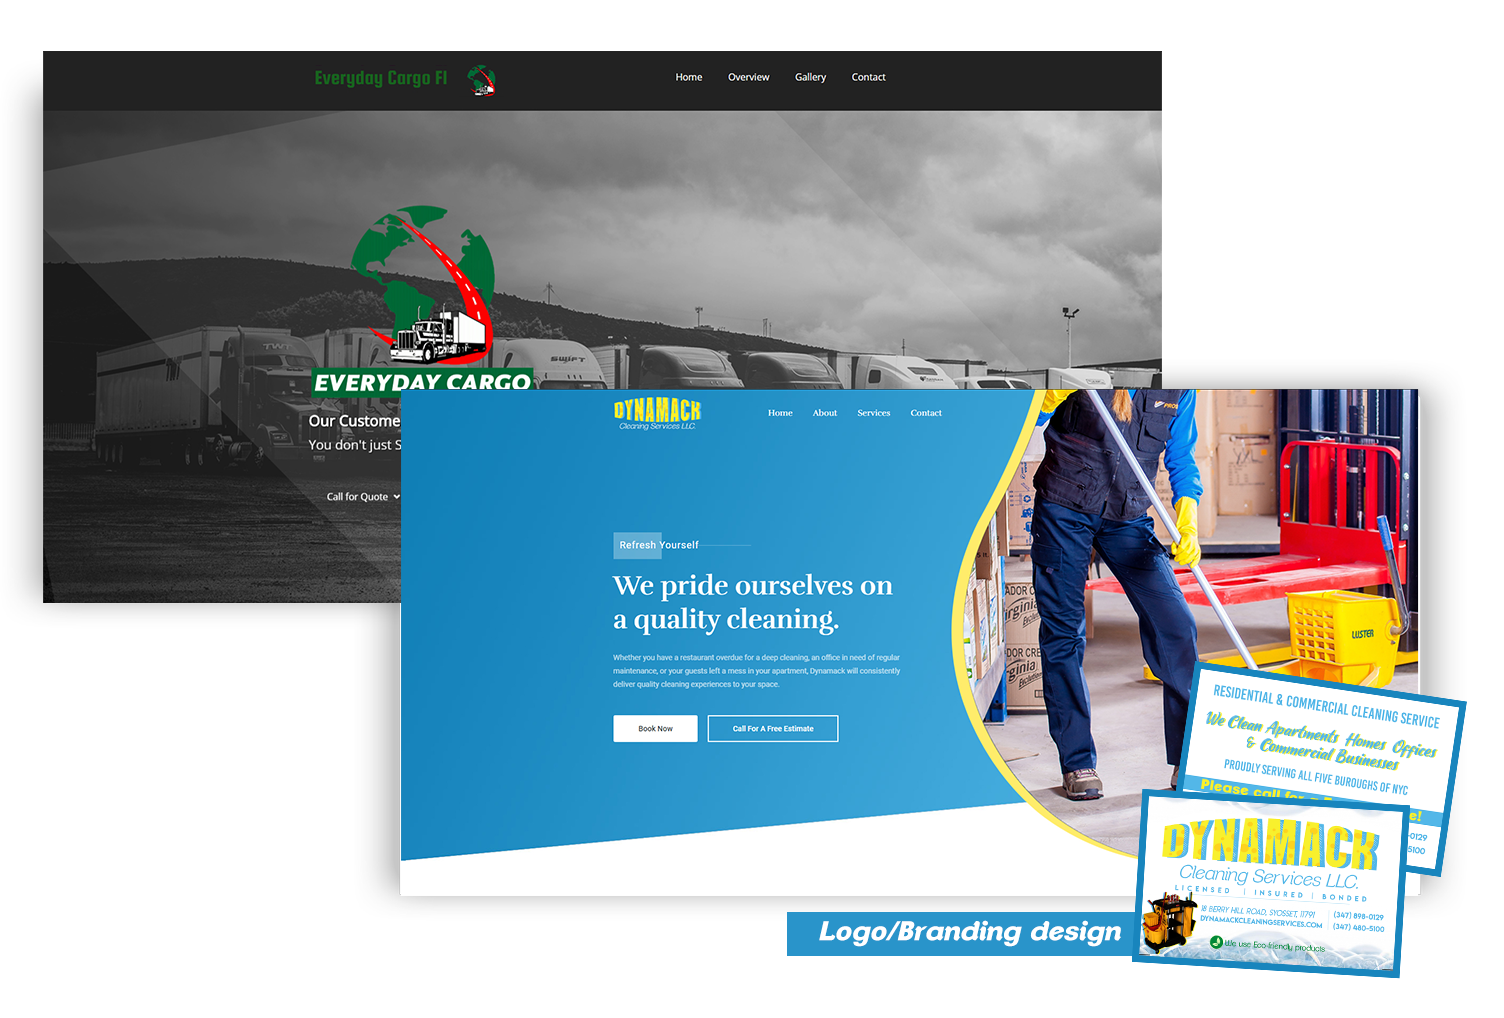 Everyday Cargo Fl
Home Overview Gallery Contact
TWT
SWIFT
EVERYDAY CARGO
Our Custome
You don't just S
Call for Quote
DYNAMACK
Cleaning Services LLC.
Home About Services Contact
Refresh Yourself
We pride ourselves on
a quality cleaning.
Whether you have a restaurant overdue for a deep cleaning, an office in need of regular
maintenance, or your guests left a mess in your apartment, Dynamack will consistently
deliver quality cleaning experiences to your space.
Book Now
Call For A Free Estimate
LUSTER
RESIDENTIAL & COMMERCIAL CLEANING SERVICE
We Clean Apartments Homes Offices
& Commercial Businesses
PROUDLY SERVING ALL FIVE BUROUGHS OF NYC
Please call for a
e!
-0129
-5100
DYNAMACK
Cleaning Services LLC.
LICENSED | INSURED | BONDED
18 BERRY HILL ROAD, SYOSSET, 11791
DYNAMACKCLEANINGSERVICES.COM
(347) 898-0129
(347) 480-5100
We use Eco-friendly products
Logo/Branding design